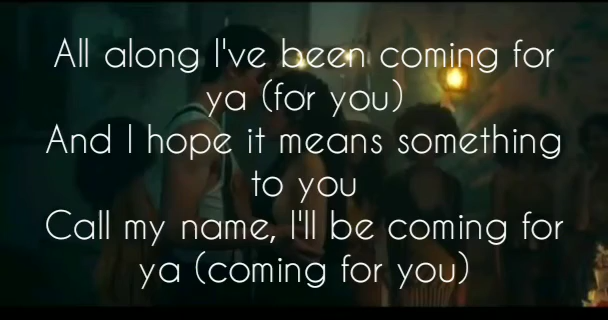 All along I've been coming for
ya (for you)
And I hope it means something
to you
Call my name, I'll be coming for
ya (coming for you)